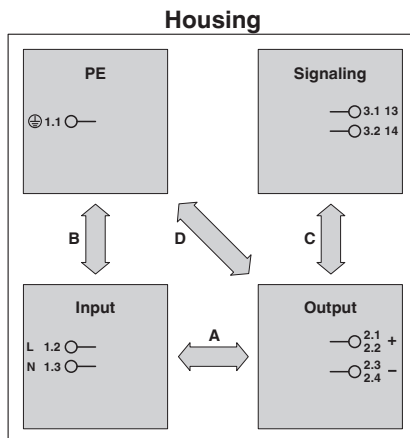 Housing
PE
⏚ 1.1
Signaling
3.1 13
3.2 14
B
D
C
Input
L 1.2
N 1.3
A
Output
2.1
2.2 +
2.3
2.4 –